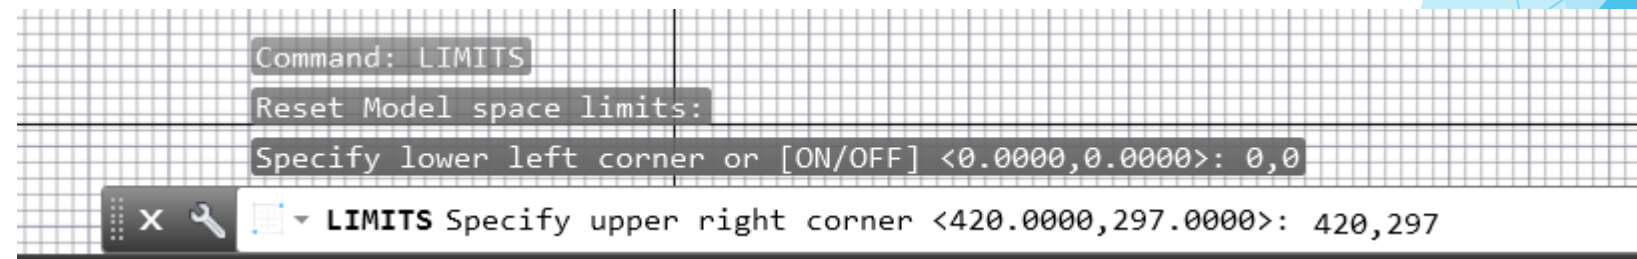 Command: LIMITS
Reset Model space limits:
Specify lower left corner or [ON/OFF] <0.0000,0.0000>: 0,0
LIMITS Specify upper right corner <420.0000,297.0000>: 420,297